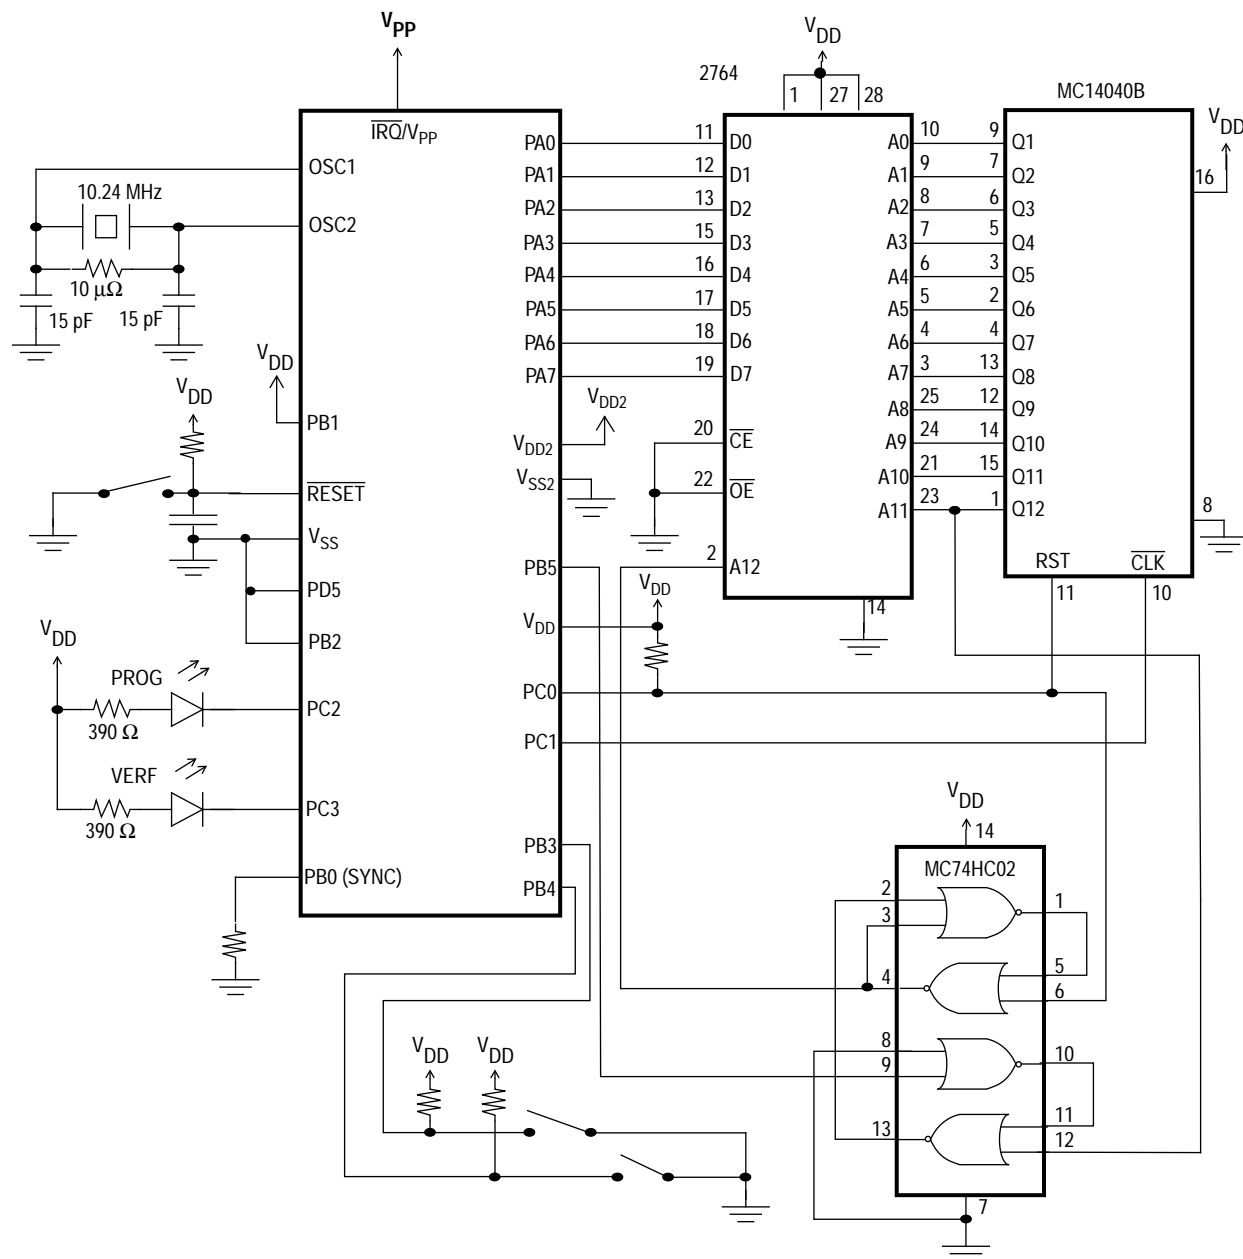 VPP
IRQ/VPP
OSC1
OSC2
10.24 MHz
10 μΩ
15 pF
15 pF
VDD
PB1
VDD
RESET
VSS
PD5
PB2
VDD
PROG
390 Ω
PC2
VERF
390 Ω
PC3
PB0 (SYNC)
PA0
PA1
PA2
PA3
PA4
PA5
PA6
PA7
VDD2
VDD2
VSS2
PB5
VDD
VDD
PC0
PC1
PB3
PB4
11
12
13
15
16
17
18
19
20
22
2
2764
VDD
1 27 28
D0
D1
D2
D3
D4
D5
D6
D7
CE
OE
A12
A0
A1
A2
A3
A4
A5
A6
A7
A8
A9
A10
A11
14
10 9
9 7
8 6
7 5
6 3
5 2
4 4
3 13
25 12
24 14
21 15
23 1
MC14040B
Q1
Q2
Q3
Q4
Q5
Q6
Q7
Q8
Q9
Q10
Q11
Q12
VDD
16
8
RST
CLK
11
10
VDD
14
MC74HC02
2
3
1
4
5
6
8
9
10
13
11
12
7
VDD
VDD